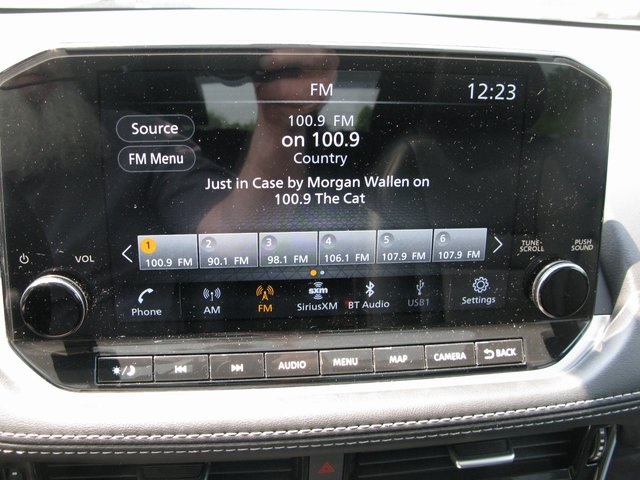 FM
12:23
Source
100.9 FM
on 100.9
FM Menu
Country
Just in Case by Morgan Wallen on
100.9 The Cat
1 2 3 4 5 6
100.9 FM 90.1 FM 98.1 FM 106.1 FM 107.9 FM 107.9 FM
VOL
TUNE·
SCROLL
PUSH
SOUND
Phone
AM
FM
sxm
SiriusXM
BT Audio
USB1
Settings
AUDIO
MENU
MAP
CAMERA
BACK